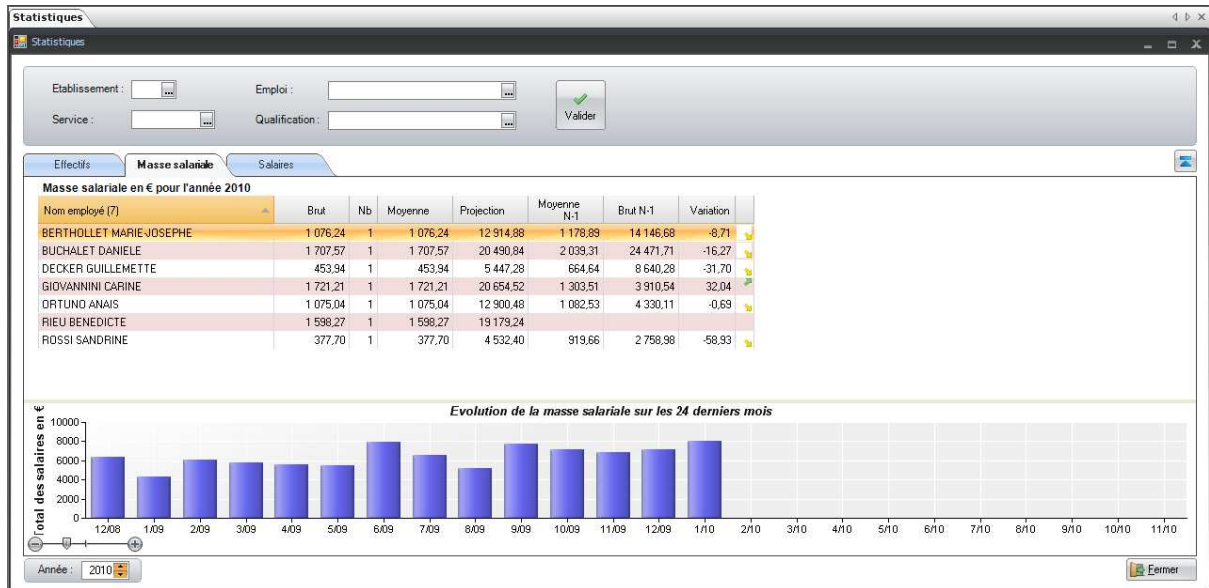 Statistiques
Statistiques
Etablissement : ... Emploi : ...
Valider
Service : ... Qualification : ...
Effectifs Masse salariale Salaires
Masse salariale en € pour l'année 2010
Nom employé (7) Brut Nb Moyenne Projection Moyenne N-1 Brut N-1 Variation
BERTHOLLET MARIE-JOSEPHE 1 076,24 1 1 076,24 12 914,88 1 178,89 14 146,68 -8,71
BUCHALET DANIELE 1 707,57 1 1 707,57 20 490,84 2 039,31 24 471,71 -16,27
DECKER GUILLEMETTE 453,94 1 453,94 5 447,28 664,64 8 640,28 -31,70
GIOVANNINI CARINE 1 721,21 1 1 721,21 20 654,52 1 303,51 3 910,54 32,04
ORTUNO ANAIS 1 075,04 1 1 075,04 12 900,48 1 082,53 4 330,11 -0,69
RIEU BENEDICTE 1 598,27 1 1 598,27 19 179,24
ROSSI SANDRINE 377,70 1 377,70 4 532,40 919,66 2 758,98 -58,93
Evolution de la masse salariale sur les 24 derniers mois
Total des salaires en €
10000
8000
6000
4000
2000
0
12/08 1/09 2/09 3/09 4/09 5/09 6/09 7/09 8/09 9/09 10/09 11/09 12/09 1/10 2/10 3/10 4/10 5/10 6/10 7/10 8/10 9/10 10/10 11/10
Année : 2010
Fermer